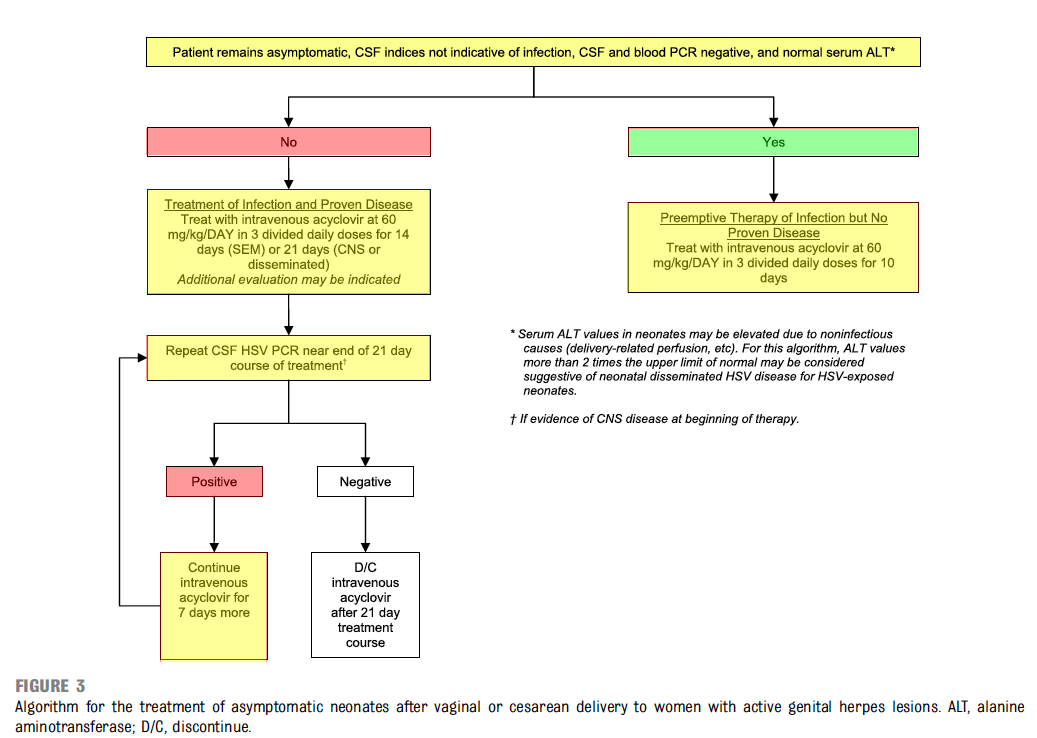 Patient remains asymptomatic, CSF indices not indicative of infection, CSF and blood PCR negative, and normal serum ALT*
No
Yes
Treatment of Infection and Proven Disease
Treat with intravenous acyclovir at 60
mg/kg/DAY in 3 divided daily doses for 14
days (SEM) or 21 days (CNS or
disseminated)
Additional evaluation may be indicated
Preemptive Therapy of Infection but No
Proven Disease
Treat with intravenous acyclovir at 60
mg/kg/DAY in 3 divided daily doses for 10
days
Repeat CSF HSV PCR near end of 21 day
course of treatment†
* Serum ALT values in neonates may be elevated due to noninfectious
causes (delivery-related perfusion, etc). For this algorithm, ALT values
more than 2 times the upper limit of normal may be considered
suggestive of neonatal disseminated HSV disease for HSV-exposed
neonates.
† If evidence of CNS disease at beginning of therapy.
Positive
Negative
Continue
intravenous
acyclovir for
7 days more
D/C
intravenous
acyclovir
after 21 day
treatment
course
FIGURE 3
Algorithm for the treatment of asymptomatic neonates after vaginal or cesarean delivery to women with active genital herpes lesions. ALT, alanine
aminotransferase; D/C, discontinue.